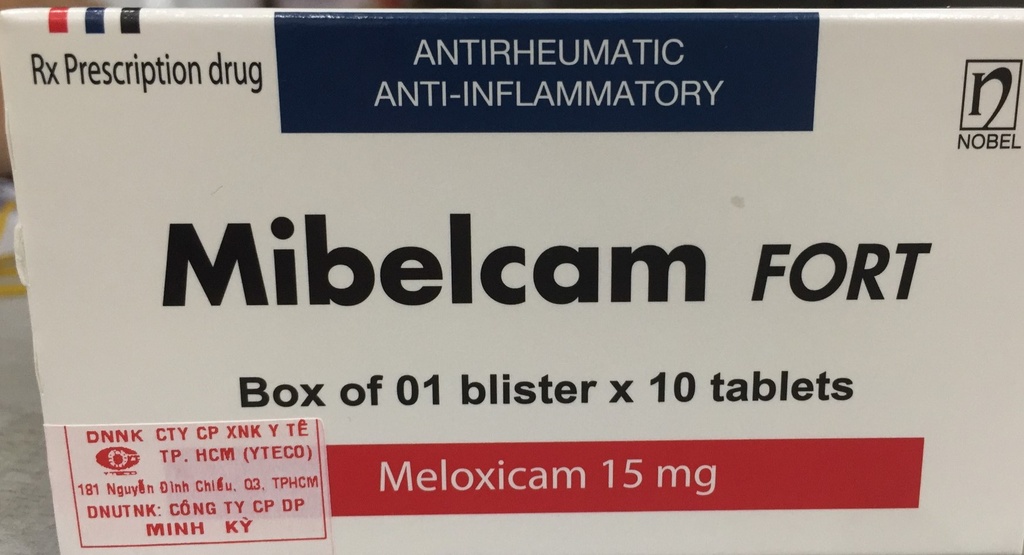 Rx Prescription drug
ANTIRHEUMATIC
ANTI-INFLAMMATORY
NOBEL
Mibelcam FORT
Box of 01 blister x 10 tablets
Meloxicam 15 mg
DNNK CTY CP XNK Y TẾ
TP. HCM (YTECO)
YTECO
181 Nguyễn Đình Chiểu. Q3. TPHCM
DNUTNK: CÔNG TY CP DP
MINH KỲ